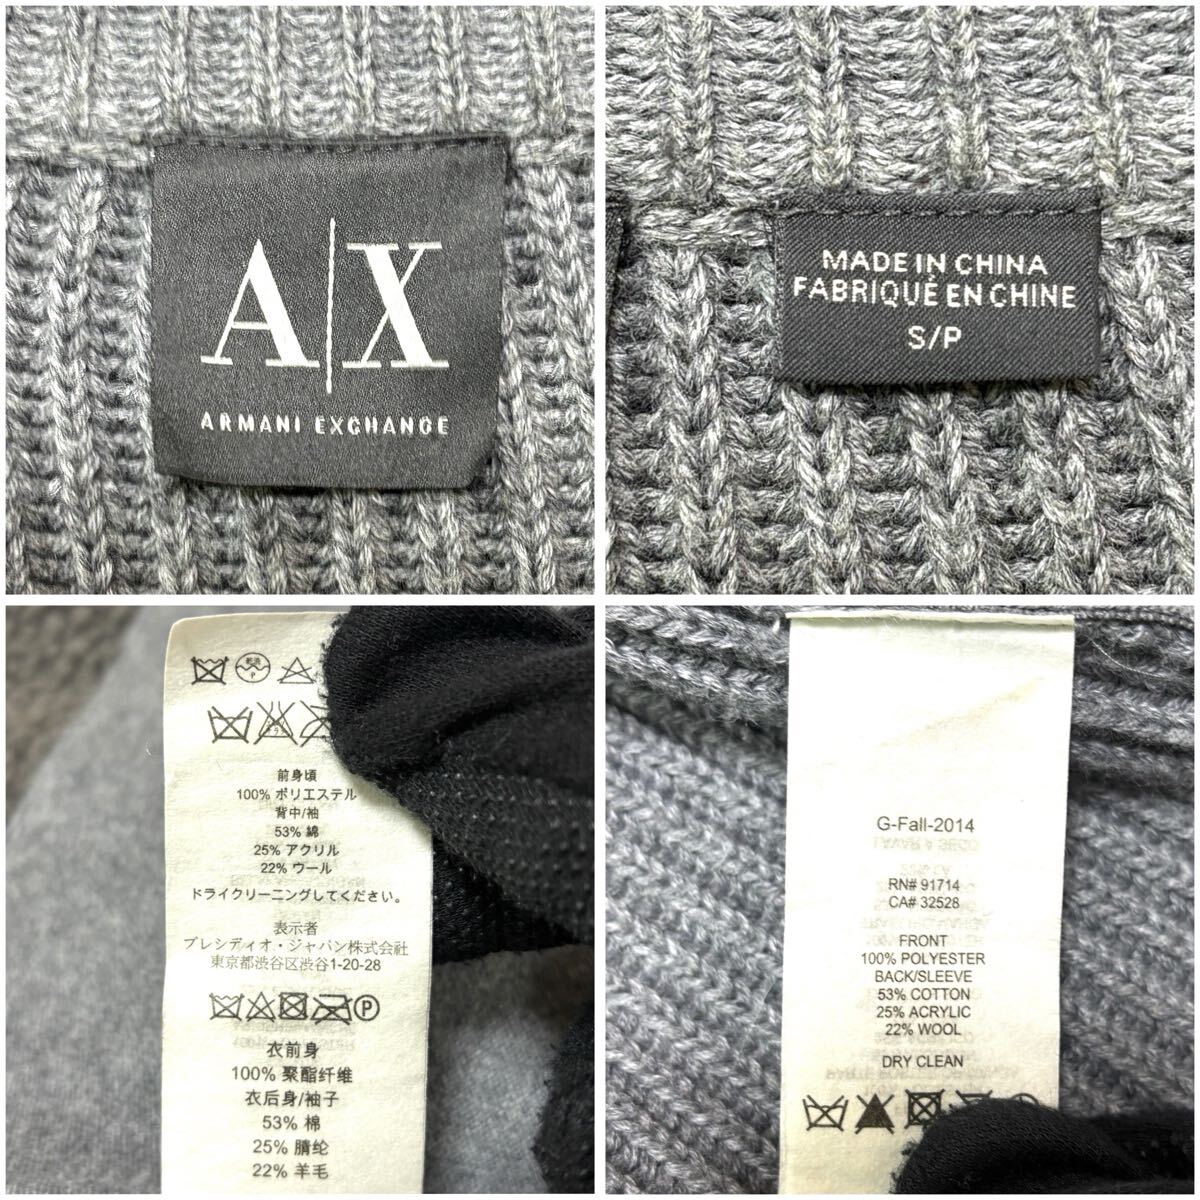 A|X
ARMANI EXCHANGE
MADE IN CHINA
FABRIQUÉ EN CHINE
S/P
前身頃
100% ポリエステル
背中/袖
53% 綿
25% アクリル
22% ウール
ドライクリーニングしてください。
表示者
プレシディオ・ジャパン株式会社
東京都渋谷区渋谷1-20-28
P
衣前身
100% 聚酯纤维
衣后身/袖子
53% 棉
25% 腈纶
22% 羊毛
G-Fall-2014
RN# 91714
CA# 32528
FRONT
100% POLYESTER
BACK/SLEEVE
53% COTTON
25% ACRYLIC
22% WOOL
DRY CLEAN